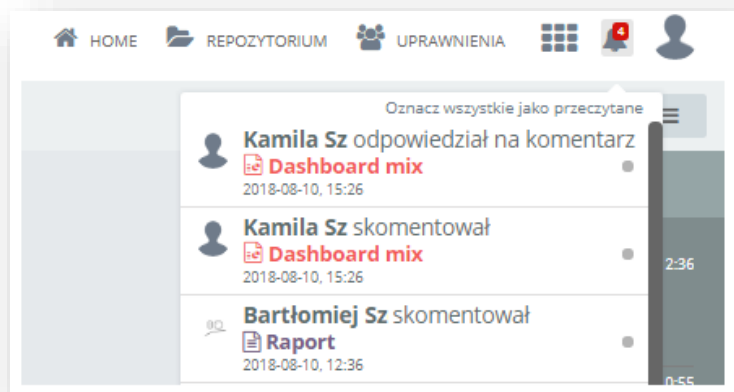 HOME REPOZYTORIUM UPRAWNIENIA 4
Oznacz wszystkie jako przeczytane
Kamila Sz odpowiedział na komentarz
Dashboard mix
2018-08-10, 15:26
Kamila Sz skomentował
Dashboard mix
2018-08-10, 15:26
2:36
Bartłomiej Sz skomentował
Raport
2018-08-10, 12:36
0:55